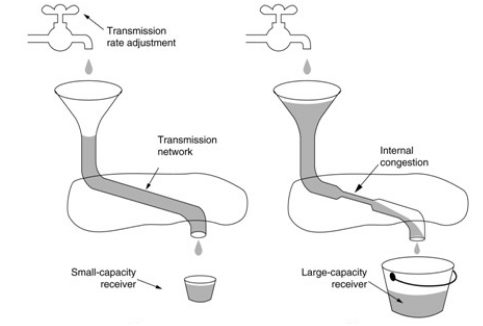 Transmission
rate adjustment
Transmission
network
Internal
congestion
Small-capacity
receiver
Large-capacity
receiver